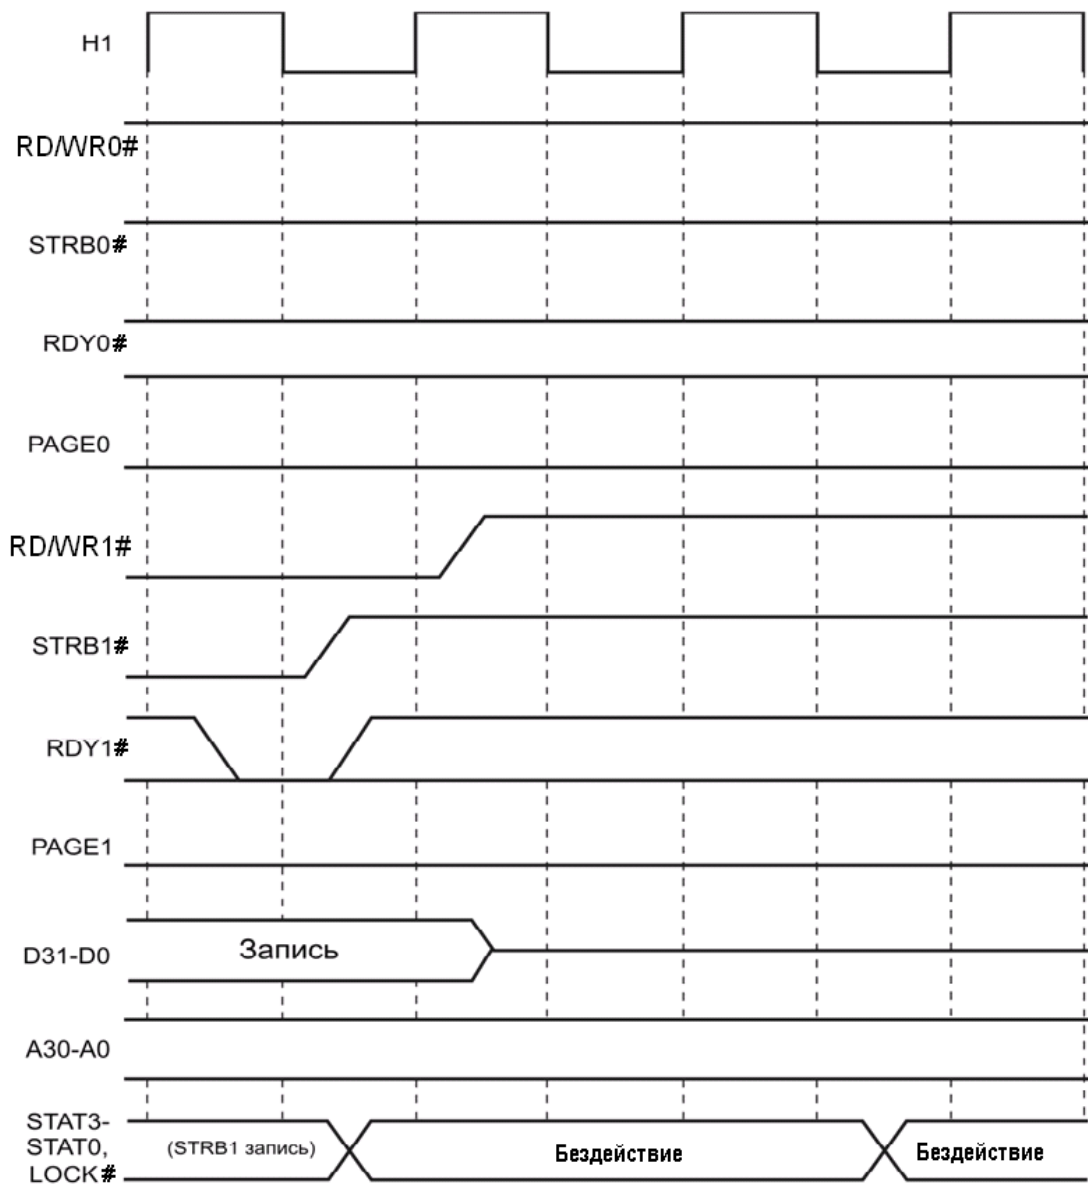 H1
RD/WR0#
STRB0#
RDY0#
PAGE0
RD/WR1#
STRB1#
RDY1#
PAGE1
D31-D0
Запись
A30-A0
STAT3-
STAT0,
LOCK#
(STRB1 запись)
Бездействие
Бездействие